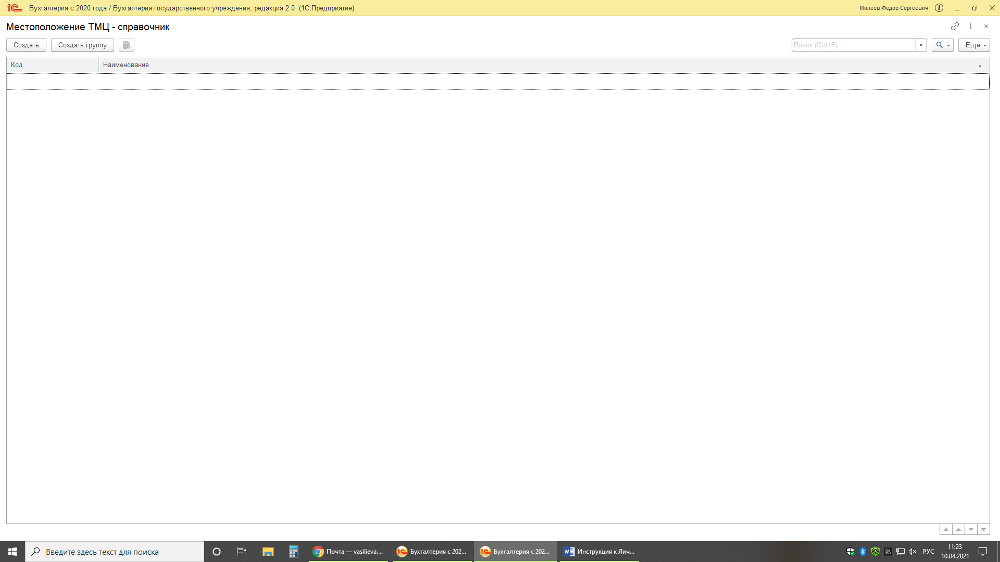 Бухгалтерия с 2020 года / Бухгалтерия государственного учреждения, редакция 2.0 (1С:Предприятие)
Милеев Федор Сергеевич
Местоположение ТМЦ - справочник
Создать
Создать группу
Поиск (Ctrl+F)
Еще
Код
Наименование
Введите здесь текст для поиска
Почта — vasilieva....
Бухгалтерия с 202...
Бухгалтерия с 202...
Инструкция к Лич...
РУС
11:23
10.04.2021